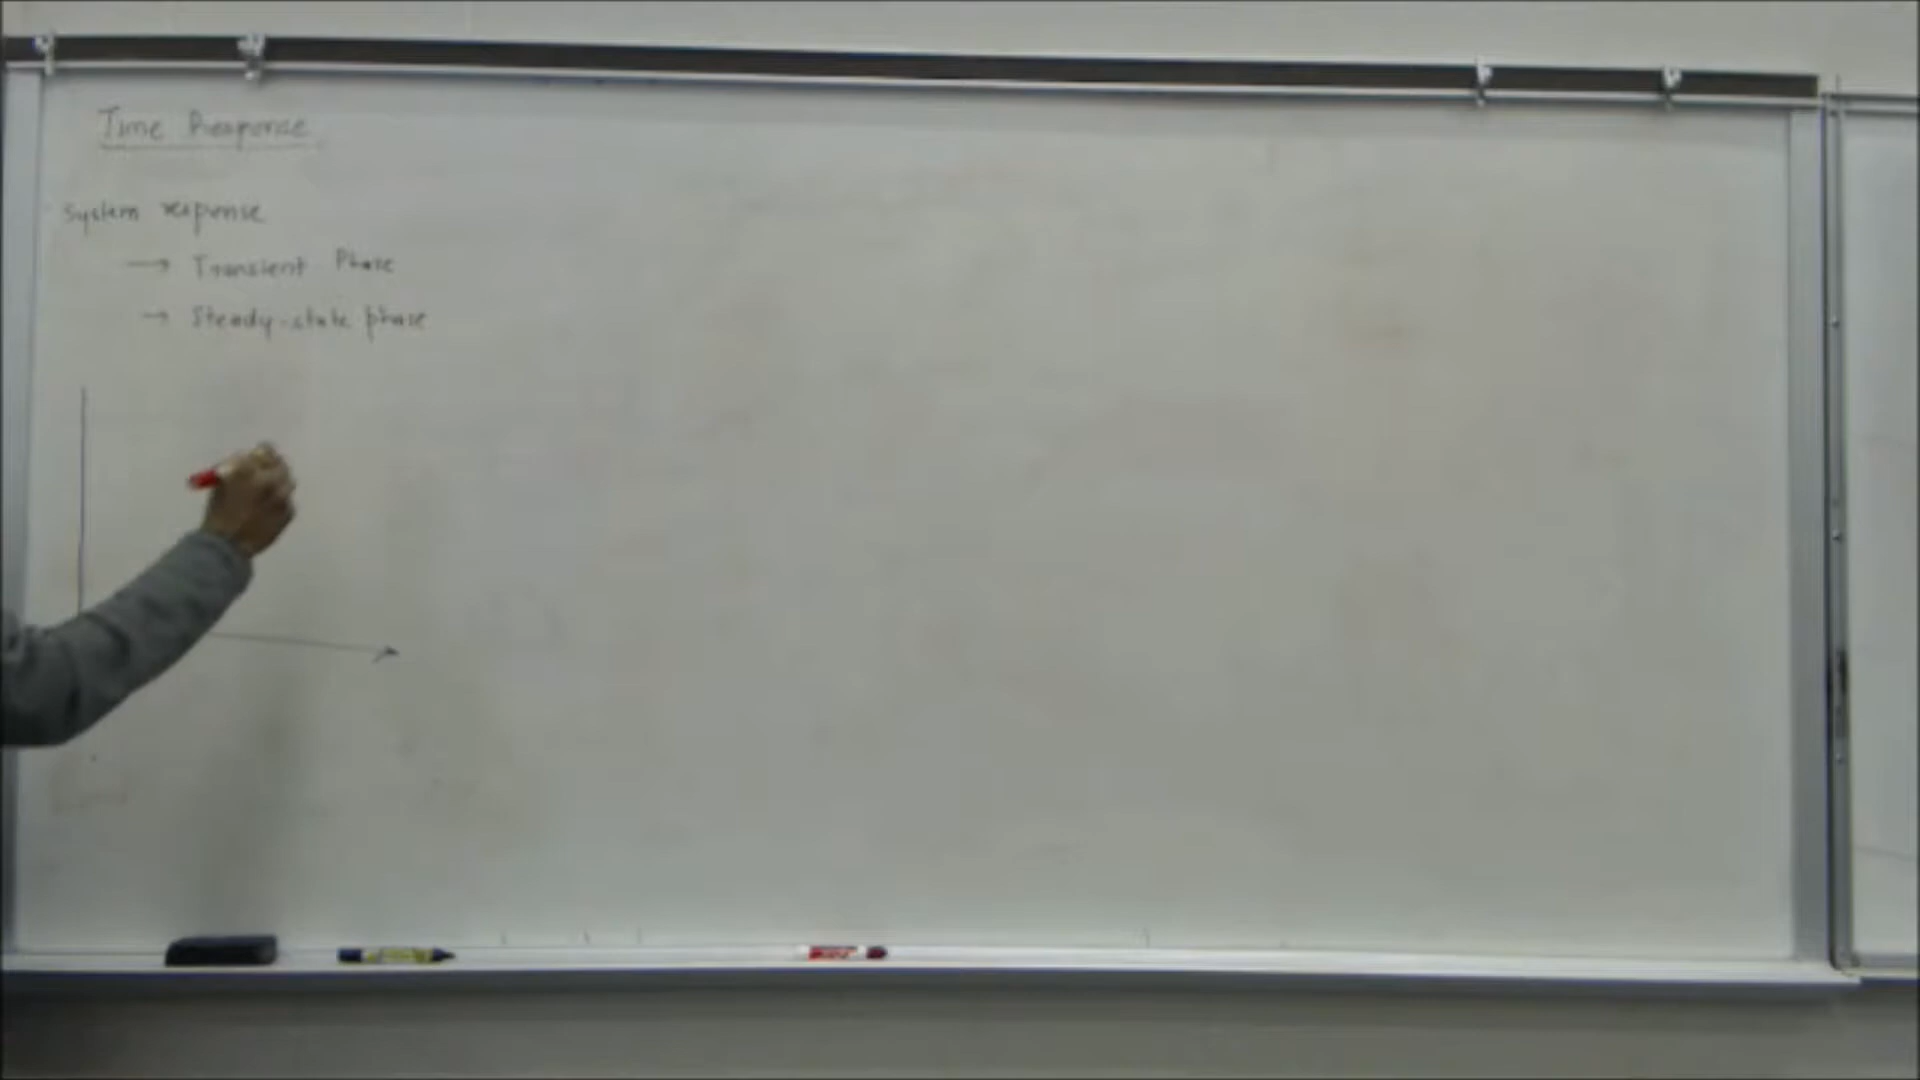 Time Response
System response
→ Transient Phase
→ Steady-state phase